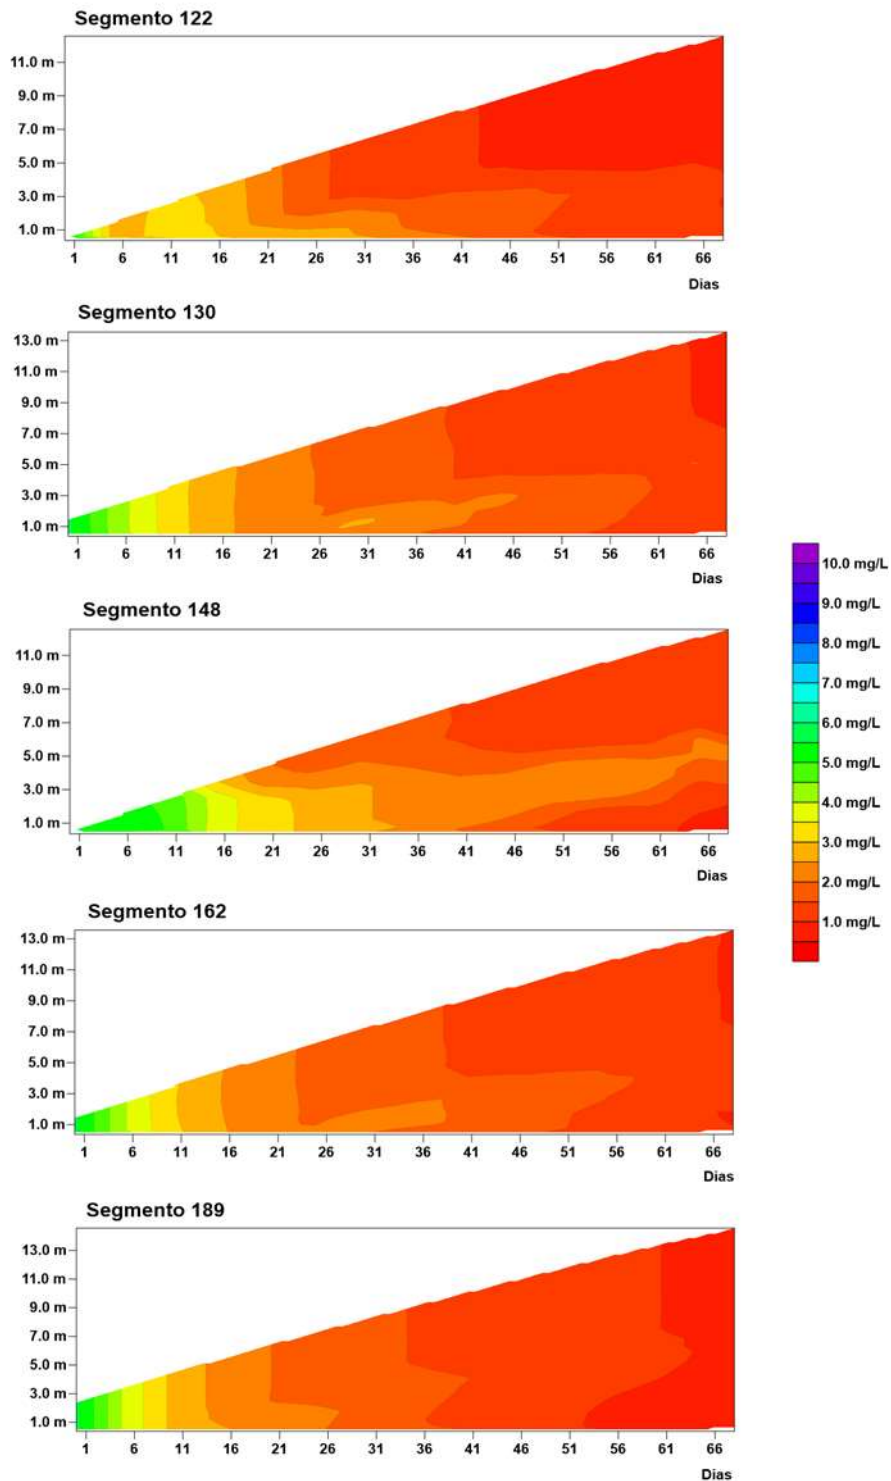 Segmento 122
11.0 m
9.0 m
7.0 m
5.0 m
3.0 m
1.0 m
1 6 11 16 21 26 31 36 41 46 51 56 61 66
Dias
Segmento 130
13.0 m
11.0 m
9.0 m
7.0 m
5.0 m
3.0 m
1.0 m
1 6 11 16 21 26 31 36 41 46 51 56 61 66
Dias
Segmento 148
11.0 m
9.0 m
7.0 m
5.0 m
3.0 m
1.0 m
1 6 11 16 21 26 31 36 41 46 51 56 61 66
Dias
Segmento 162
13.0 m
11.0 m
9.0 m
7.0 m
5.0 m
3.0 m
1.0 m
1 6 11 16 21 26 31 36 41 46 51 56 61 66
Dias
Segmento 189
13.0 m
11.0 m
9.0 m
7.0 m
5.0 m
3.0 m
1.0 m
1 6 11 16 21 26 31 36 41 46 51 56 61 66
Dias
10.0 mg/L
9.0 mg/L
8.0 mg/L
7.0 mg/L
6.0 mg/L
5.0 mg/L
4.0 mg/L
3.0 mg/L
2.0 mg/L
1.0 mg/L